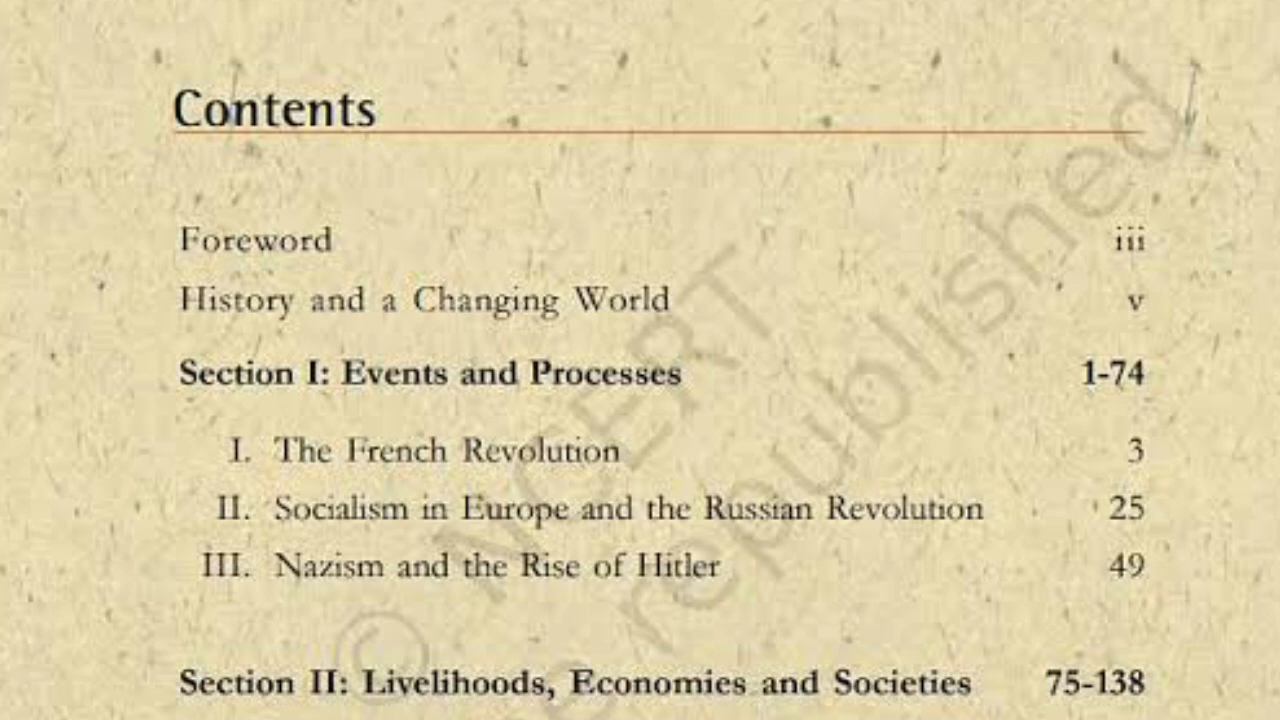 Contents
Foreword iii
History and a Changing World v
Section I: Events and Processes 1-74
I. The French Revolution 3
II. Socialism in Europe and the Russian Revolution 25
III. Nazism and the Rise of Hitler 49
Section II: Livelihoods, Economies and Societies 75-138
© NCERT
republished